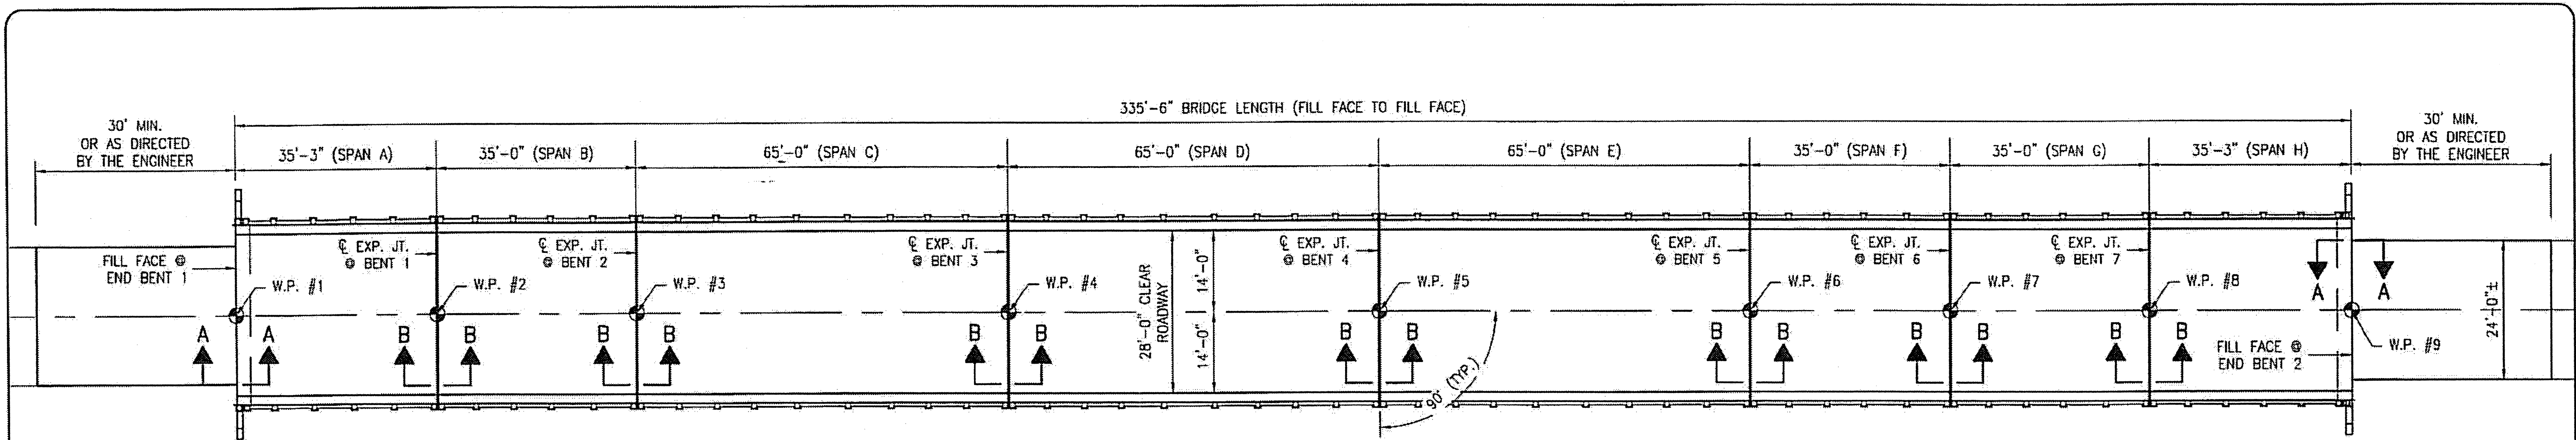 335'-6" BRIDGE LENGTH (FILL FACE TO FILL FACE)
30' MIN.
OR AS DIRECTED
BY THE ENGINEER
35'-3" (SPAN A)
35'-0" (SPAN B)
65'-0" (SPAN C)
65'-0" (SPAN D)
65'-0" (SPAN E)
35'-0" (SPAN F)
35'-0" (SPAN G)
35'-3" (SPAN H)
30' MIN.
OR AS DIRECTED
BY THE ENGINEER
FILL FACE @
END BENT 1
℄ EXP. JT.
@ BENT 1
℄ EXP. JT.
@ BENT 2
℄ EXP. JT.
@ BENT 3
℄ EXP. JT.
@ BENT 4
℄ EXP. JT.
@ BENT 5
℄ EXP. JT.
@ BENT 6
℄ EXP. JT.
@ BENT 7
W.P. #1
W.P. #2
W.P. #3
W.P. #4
W.P. #5
W.P. #6
W.P. #7
W.P. #8
W.P. #9
28'-0" CLEAR
ROADWAY
14'-0"
14'-0"
90° (TYP.)
24'-0"±
FILL FACE @
END BENT 2
A A
B B
B B
B B
B B
B B
B B
B B
A A